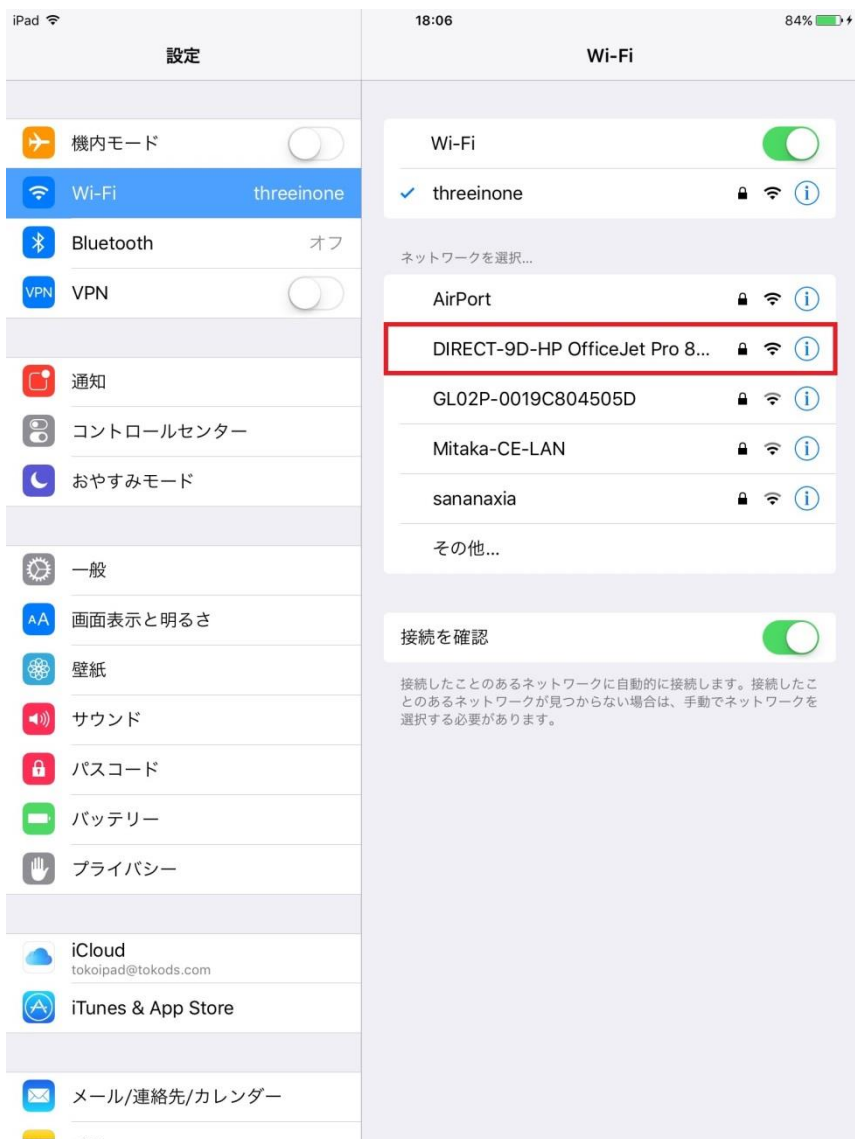 iPad 18:06 84%
設定
Wi-Fi
機内モード
Wi-Fi threeinone
Bluetooth オフ
VPN VPN
通知
コントロールセンター
おやすみモード
一般
AA 画面表示と明るさ
壁紙
サウンド
パスコード
バッテリー
プライバシー
iCloud
tokoipad@tokods.com
iTunes & App Store
メール/連絡先/カレンダー
Wi-Fi
threeinone
ネットワークを選択...
AirPort
DIRECT-9D-HP OfficeJet Pro 8...
GL02P-0019C804505D
Mitaka-CE-LAN
sananaxia
その他...
接続を確認
接続したことのあるネットワークに自動的に接続します。接続したこ
とのあるネットワークが見つからない場合は、手動でネットワークを
選択する必要があります。